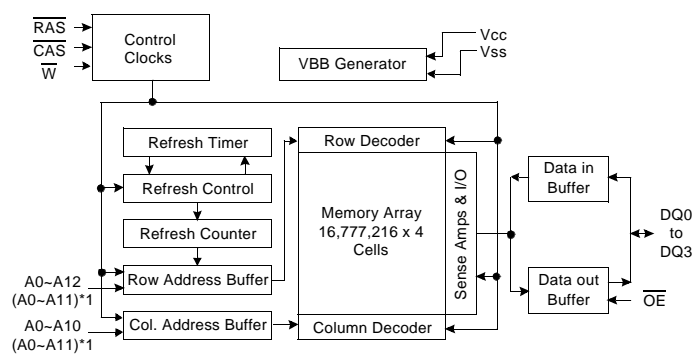 RAS
CAS
W
Control
Clocks
VBB Generator
Vcc
Vss
Refresh Timer
Refresh Control
Refresh Counter
Row Address Buffer
Col. Address Buffer
A0~A12
(A0~A11)*1
A0~A10
(A0~A11)*1
Row Decoder
Memory Array
16,777,216 x 4
Cells
Column Decoder
Sense Amps & I/O
Data in
Buffer
Data out
Buffer
DQ0
to
DQ3
OE